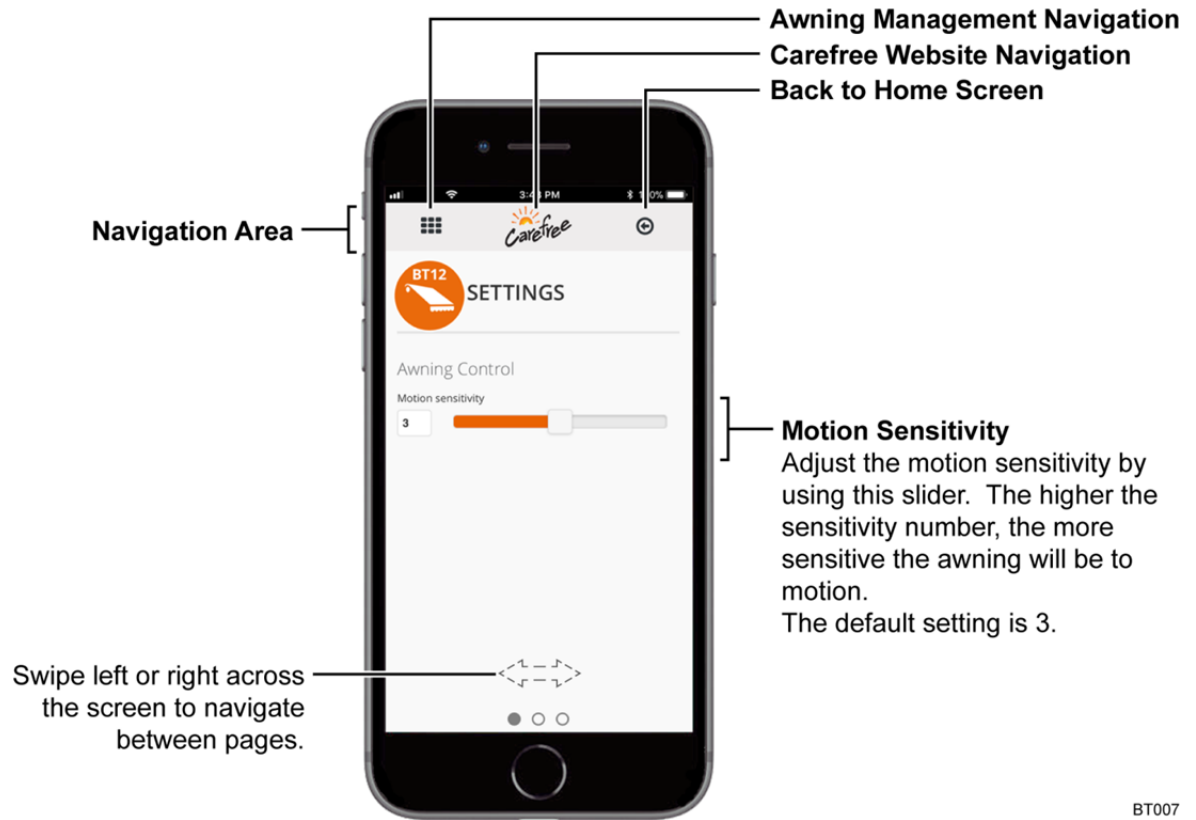 Awning Management Navigation
Carefree Website Navigation
Back to Home Screen
Navigation Area
PM
Carefree
BT12
SETTINGS
Awning Control
Motion sensitivity
3
Motion Sensitivity
Adjust the motion sensitivity by
using this slider. The higher the
sensitivity number, the more
sensitive the awning will be to
motion.
The default setting is 3.
Swipe left or right across
the screen to navigate
between pages.
BT007